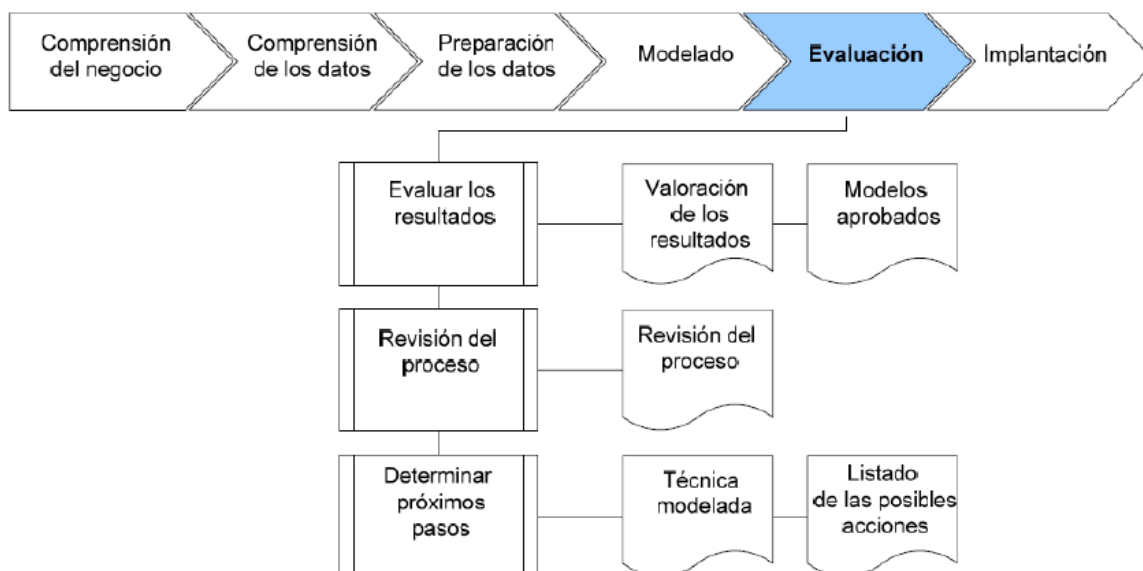 Comprensión
del negocio
Comprensión
de los datos
Preparación
de los datos
Modelado
Evaluación
Implantación
Evaluar los
resultados
Valoración
de los
resultados
Modelos
aprobados
Revisión del
proceso
Revisión del
proceso
Determinar
próximos
pasos
Técnica
modelada
Listado
de las posibles
acciones